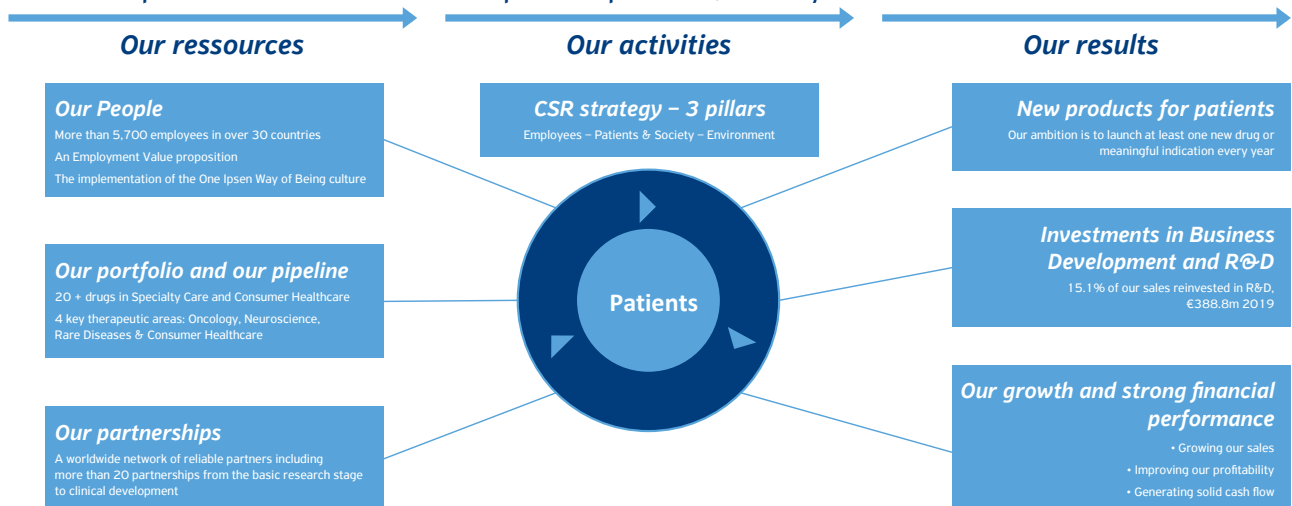 Our ressources
Our People
More than 5,700 employees in over 30 countries
An Employment Value proposition
The implementation of the One Ipsen Way of Being culture
Our portfolio and our pipeline
20 + drugs in Specialty Care and Consumer Healthcare
4 key therapeutic areas: Oncology, Neuroscience,
Rare Diseases & Consumer Healthcare
Our partnerships
A worldwide network of reliable partners including
more than 20 partnerships from the basic research stage
to clinical development
Our activities
CSR strategy – 3 pillars
Employees – Patients & Society – Environment
Patients
Our results
New products for patients
Our ambition is to launch at least one new drug or
meaningful indication every year
Investments in Business
Development and R&D
15.1% of our sales reinvested in R&D,
€388.8m 2019
Our growth and strong financial
performance
• Growing our sales
• Improving our profitability
• Generating solid cash flow